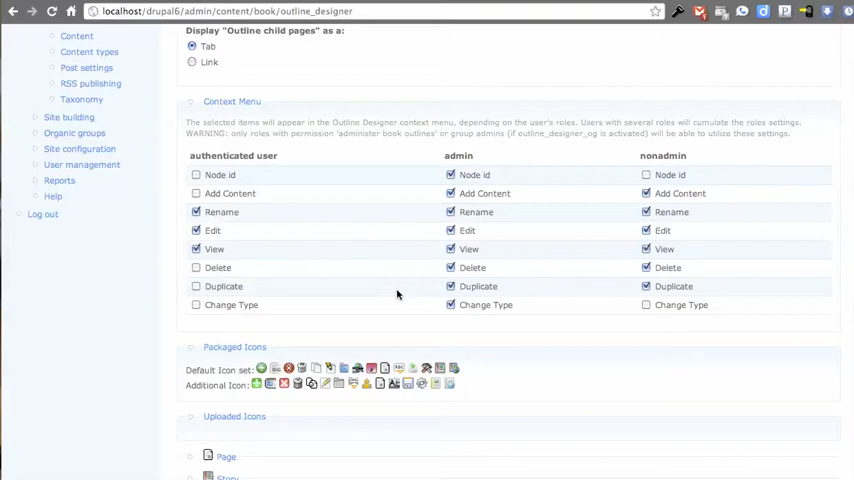 localhost/drupal6/admin/content/book/outline_designer
Display "Outline child pages" as a:
Tab
Link
Content
Content types
Post settings
RSS publishing
Taxonomy
Site building
Organic groups
Site configuration
User management
Reports
Help
Log out
Context Menu
The selected items will appear in the Outline Designer context menu, depending on the user's roles. Users with several roles will cumulate the roles settings.
WARNING: only roles with permission 'administer book outlines' or group admins (if outline_designer_og is activated) will be able to utilize these settings.
authenticated user admin nonadmin
Node id Node id Node id
Add Content Add Content Add Content
Rename Rename Rename
Edit Edit Edit
View View View
Delete Delete Delete
Duplicate Duplicate Duplicate
Change Type Change Type Change Type
Packaged Icons
Default Icon set:
Additional Icon:
Uploaded Icons
Page
Story